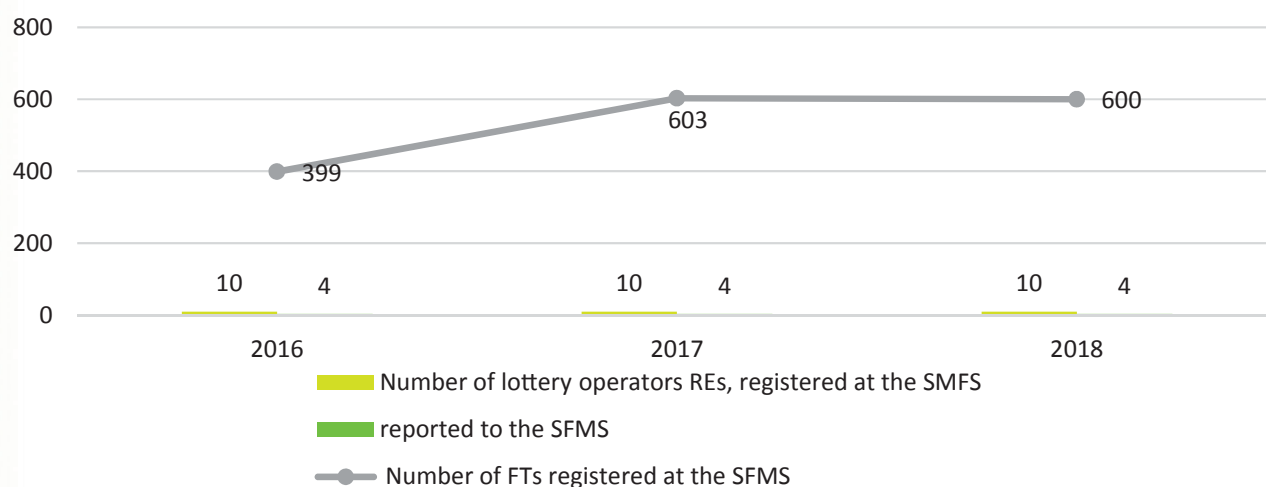 800
600
400
200
0
399
603
600
10 4 10 4 10 4
2016 2017 2018
Number of lottery operators REs, registered at the SMFS
reported to the SFMS
Number of FTs registered at the SFMS